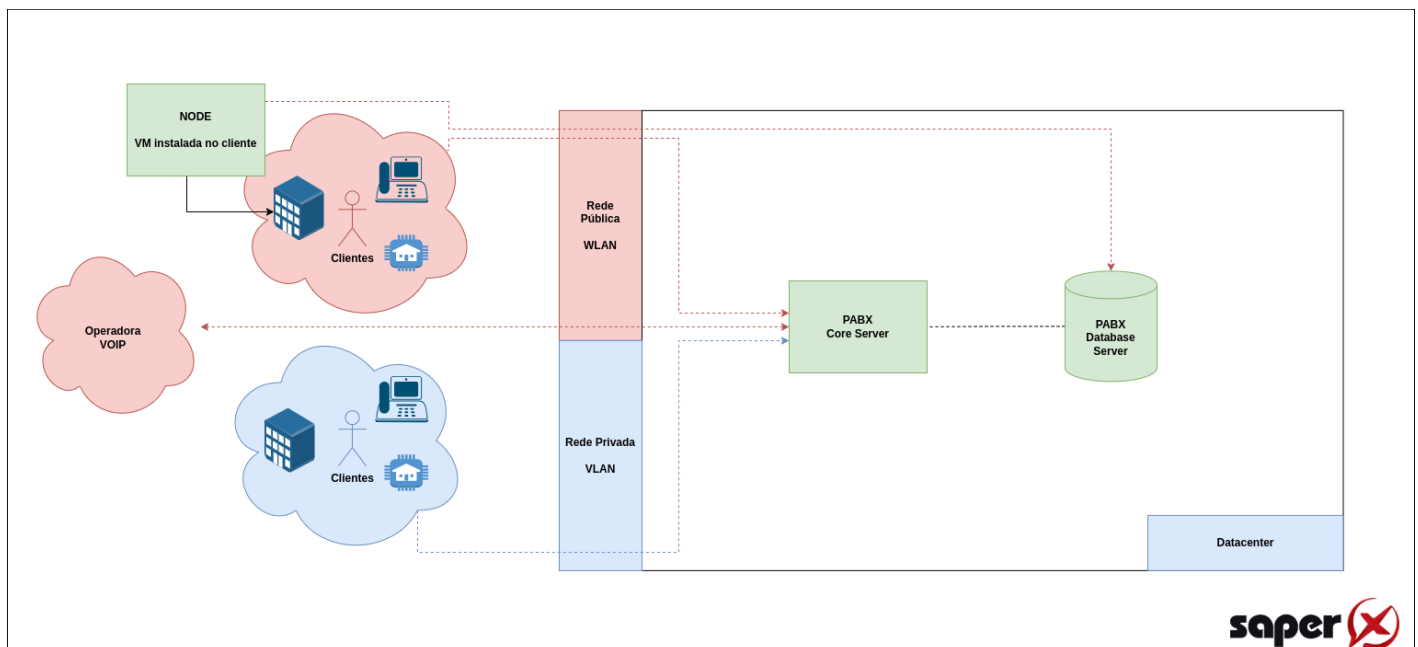 NODE
VM instalada no cliente
Clientes
Operadora
VOIP
Clientes
Rede
Pública
WLAN
Rede Privada
VLAN
PABX
Core Server
PABX
Database
Server
Datacenter
saper X